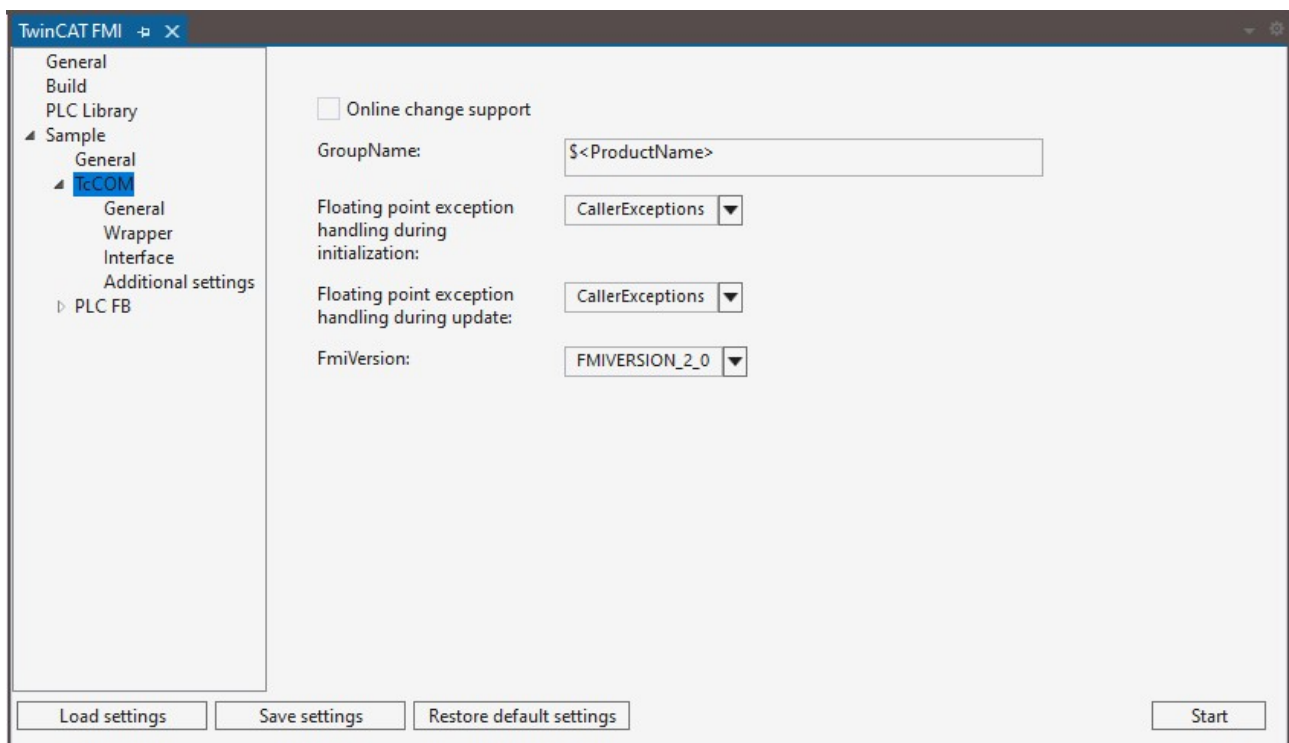 TwinCAT FMI
General
Build
PLC Library
Sample
General
TcCOM
General
Wrapper
Interface
Additional settings
PLC FB
Online change support
GroupName:
$<ProductName>
Floating point exception
handling during
initialization:
CallerExceptions
Floating point exception
handling during update:
CallerExceptions
FmiVersion:
FMIVERSION_2_0
Load settings
Save settings
Restore default settings
Start